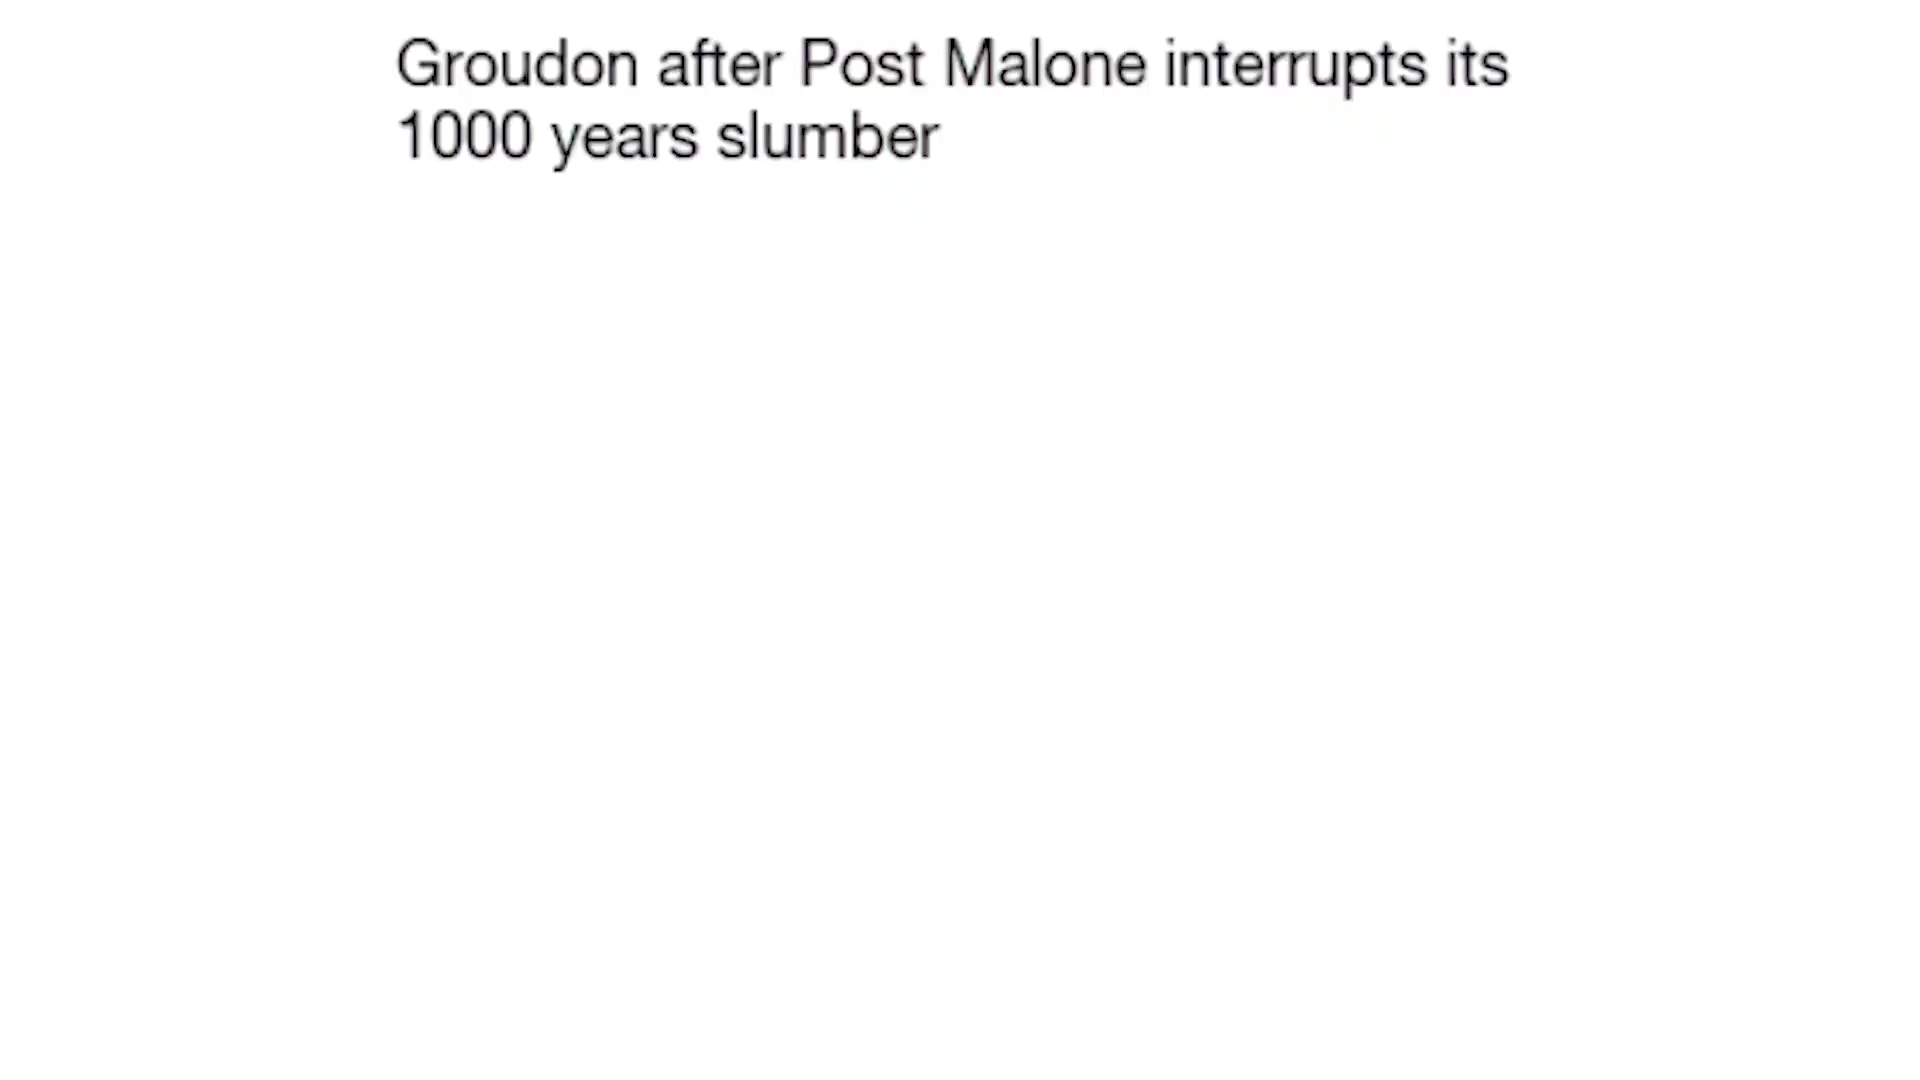 Groudon after Post Malone interrupts its
1000 years slumber